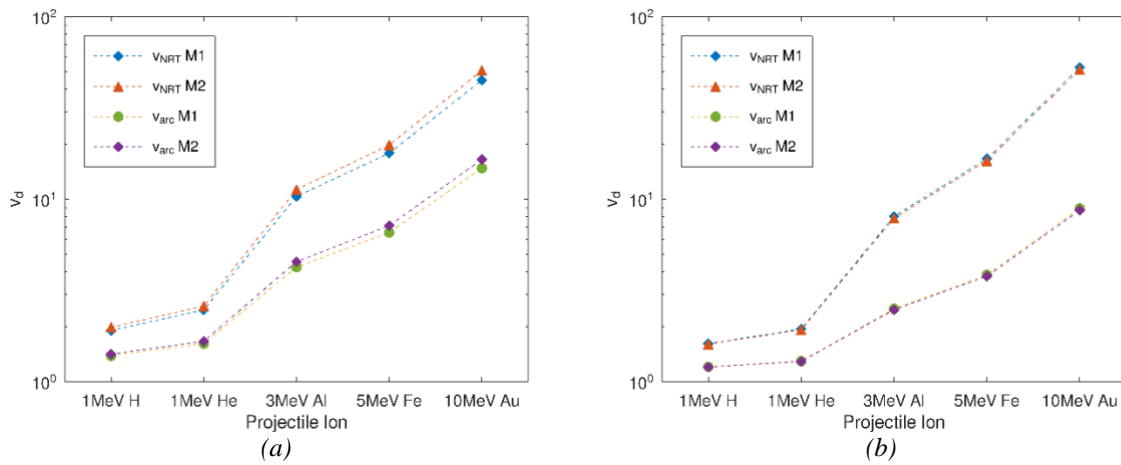 10²
v_NRT M1
v_NRT M2
v_arc M1
v_arc M2
10¹
v_d
10⁰
1MeV H 1MeV He 3MeV Al 5MeV Fe 10MeV Au
Projectile Ion
(a)
10²
v_NRT M1
v_NRT M2
v_arc M1
v_arc M2
10¹
v_d
10⁰
1MeV H 1MeV He 3MeV Al 5MeV Fe 10MeV Au
Projectile Ion
(b)